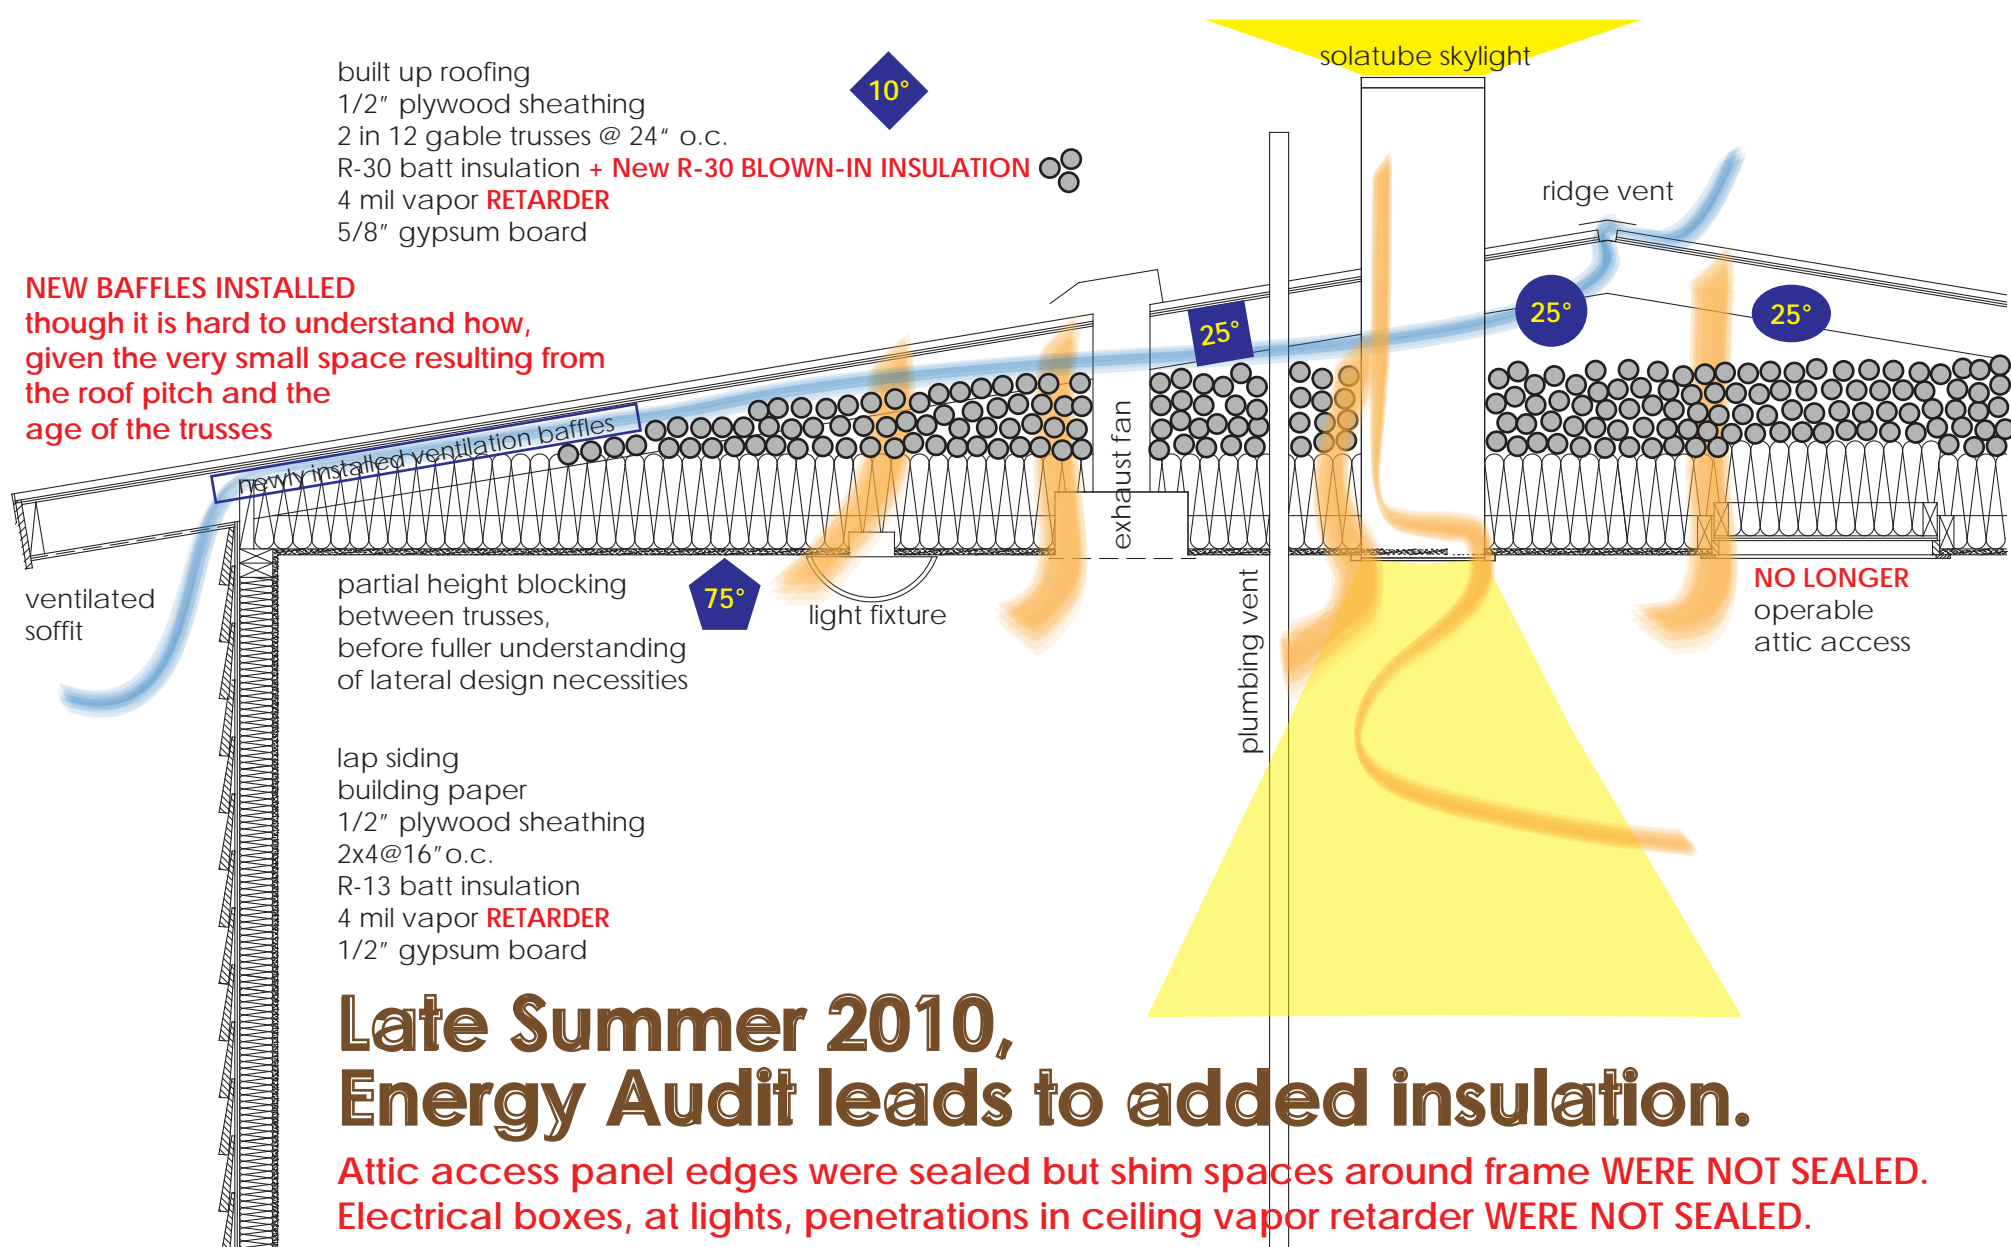 solatube skylight
built up roofing
1/2" plywood sheathing
2 in 12 gable trusses @ 24" o.c.
R-30 batt insulation + New R-30 BLOWN-IN INSULATION
4 mil vapor RETARDER
5/8" gypsum board
10°
ridge vent
NEW BAFFLES INSTALLED
though it is hard to understand how,
given the very small space resulting from
the roof pitch and the
age of the trusses
25°
25°
25°
newly installed ventilation baffles
exhaust fan
ventilated
soffit
partial height blocking
between trusses,
before fuller understanding
of lateral design necessities
75°
light fixture
plumbing vent
NO LONGER
operable
attic access
lap siding
building paper
1/2" plywood sheathing
2x4@16"o.c.
R-13 batt insulation
4 mil vapor RETARDER
1/2" gypsum board
Late Summer 2010,
Energy Audit leads to added insulation.
Attic access panel edges were sealed but shim spaces around frame WERE NOT SEALED.
Electrical boxes, at lights, penetrations in ceiling vapor retarder WERE NOT SEALED.